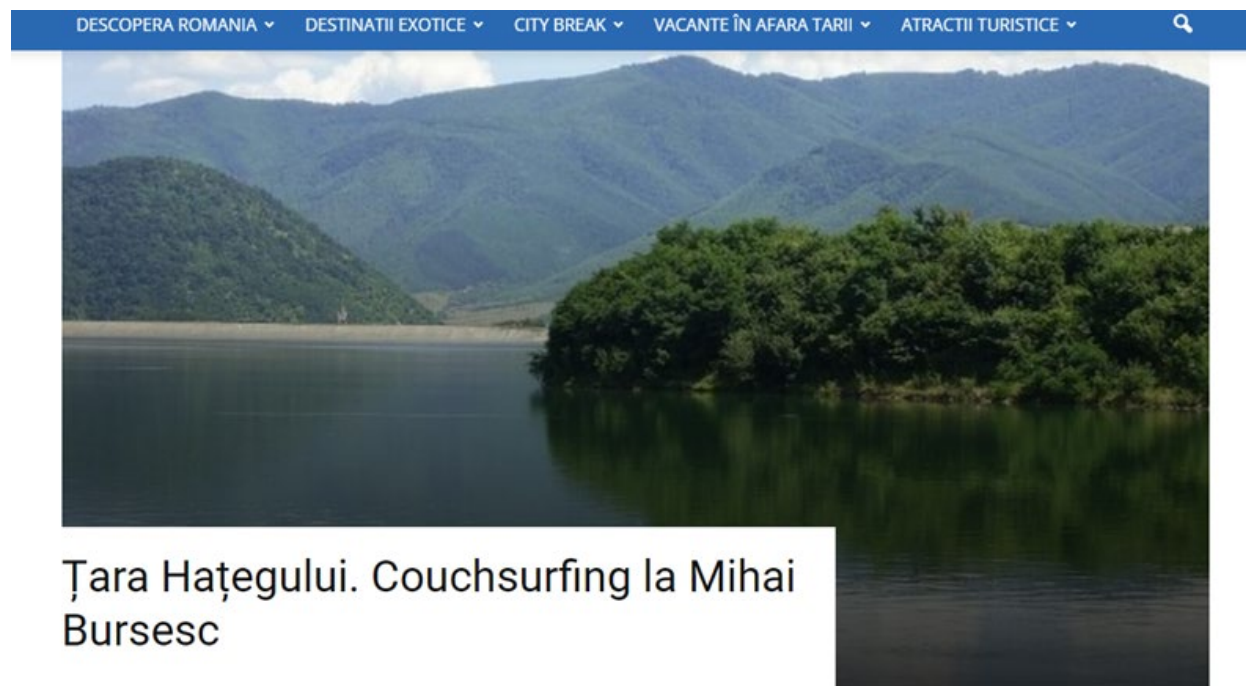 DESCOPERA ROMANIA DESTINATII EXOTICE CITY BREAK VACANTE ÎN AFARA TARII ATRACTII TURISTICE
Țara Hațegului. Couchsurfing la Mihai
Bursesc